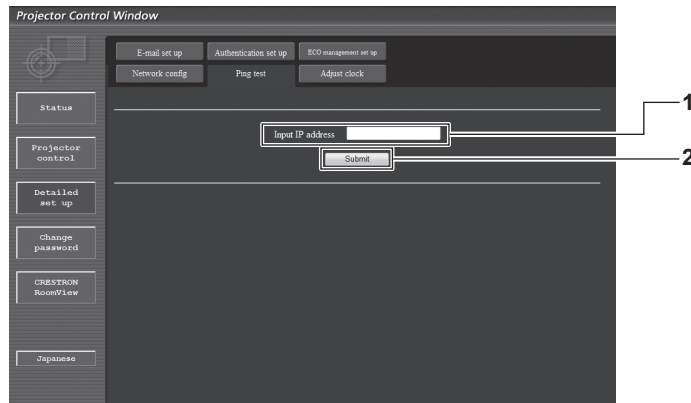 Projector Control Window
E-mail set up
Authentication set up
ECO management set up
Network config
Ping test
Adjust clock
Status
Projector
control
Detailed
set up
Change
password
CRESTRON
RoomView
Japanese
Input IP address
Submit
1
2